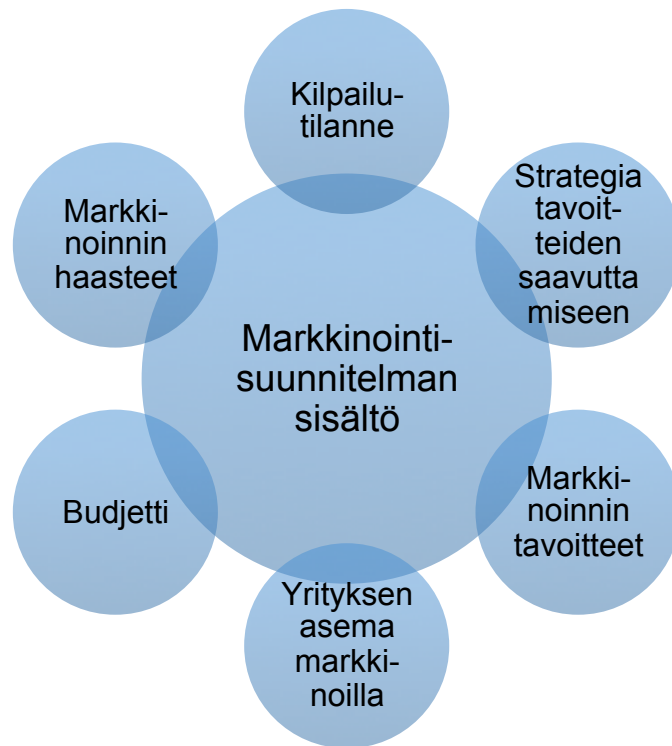 Kilpailu-
tilanne
Strategia
tavoit-
teiden
saavutta
miseen
Markki-
noinnin
tavoitteet
Yrityksen
asema
markki-
noilla
Budjetti
Markki-
noinnin
haasteet
Markkinointi-
suunnitelman
sisältö